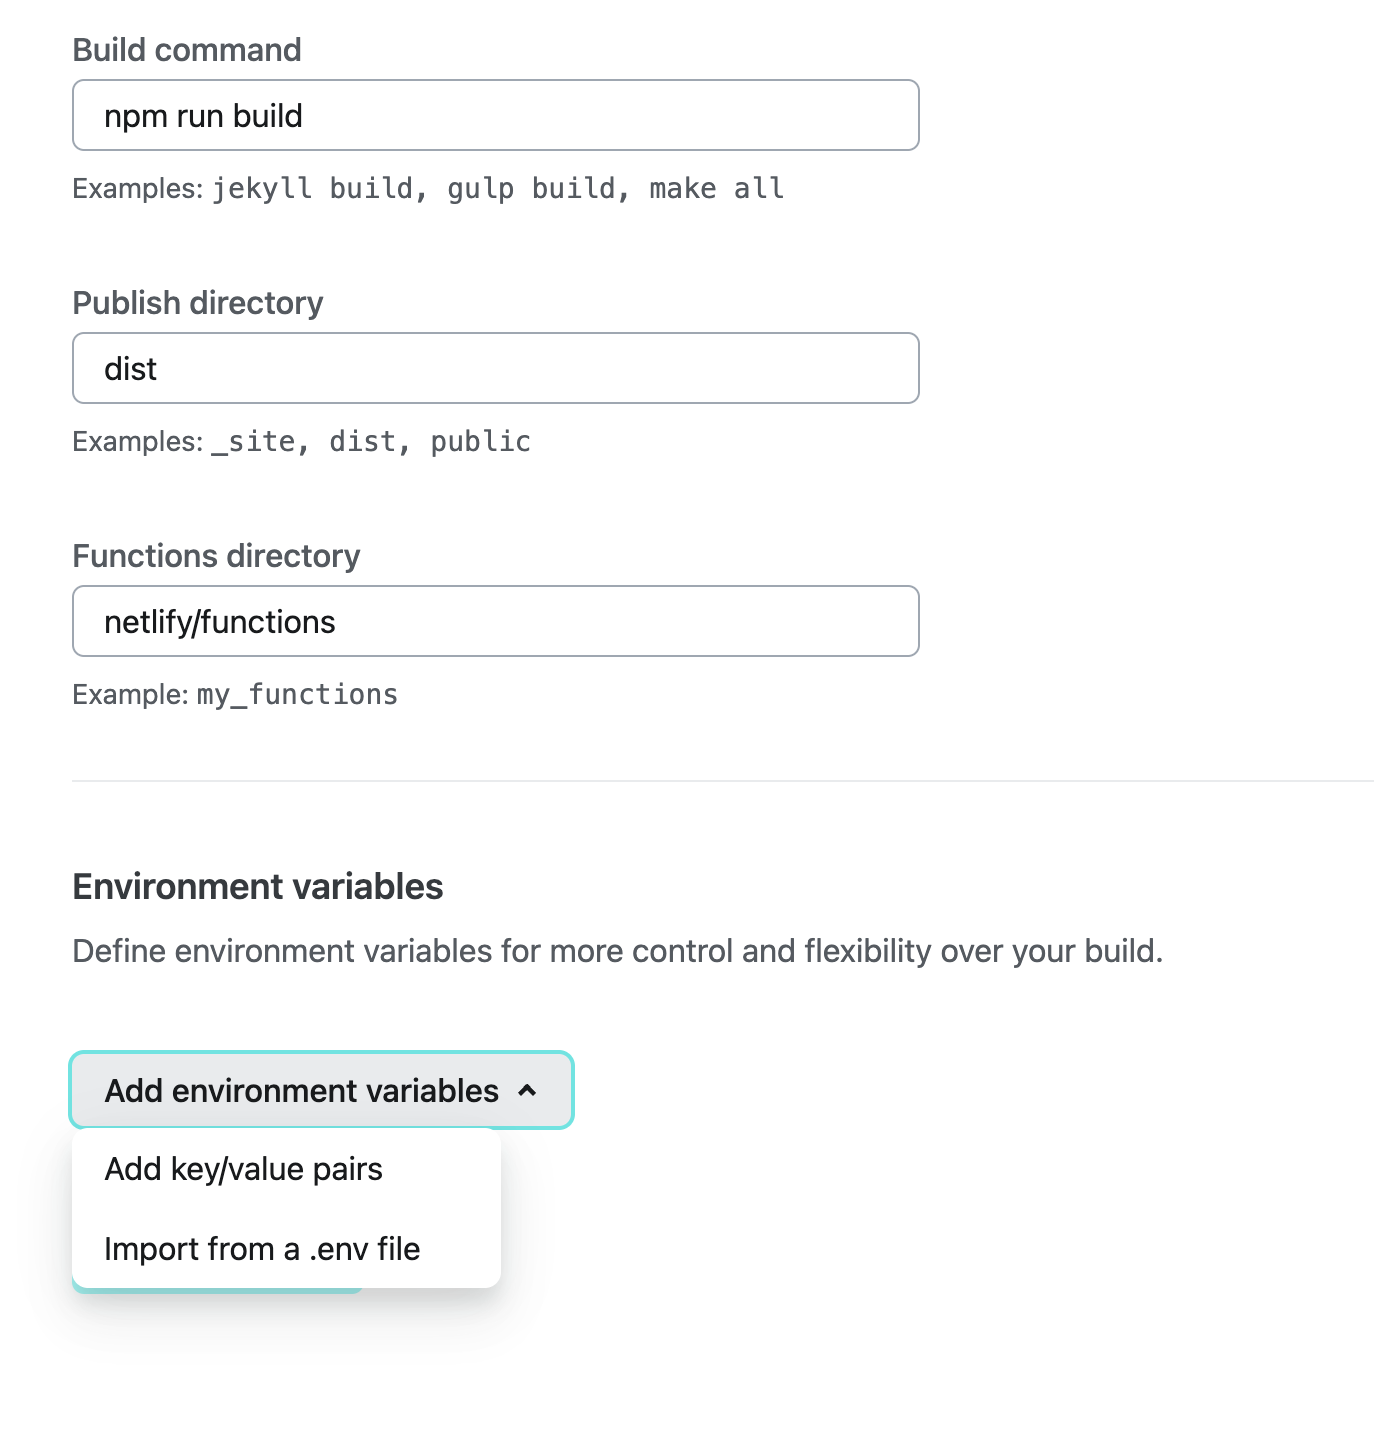 Build command
npm run build
Examples: jekyll build, gulp build, make all
Publish directory
dist
Examples: _site, dist, public
Functions directory
netlify/functions
Example: my_functions
Environment variables
Define environment variables for more control and flexibility over your build.
Add environment variables
Add key/value pairs
Import from a .env file